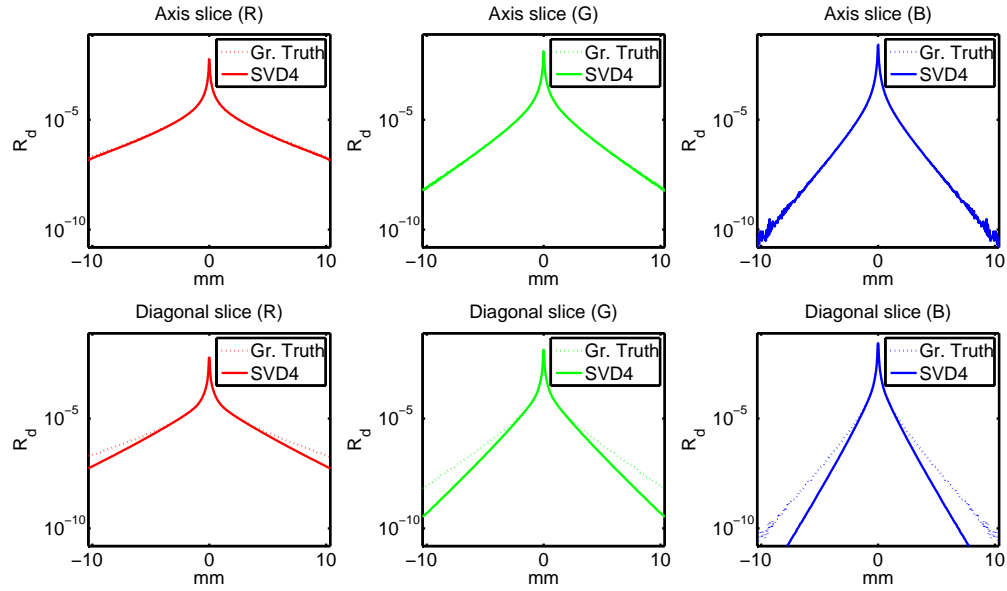 Axis slice (R)
Gr. Truth
SVD4
R_d
10^-5
10^-10
−10 0 10
mm
Axis slice (G)
Gr. Truth
SVD4
R_d
10^-5
10^-10
−10 0 10
mm
Axis slice (B)
Gr. Truth
SVD4
R_d
10^-5
10^-10
−10 0 10
mm
Diagonal slice (R)
Gr. Truth
SVD4
R_d
10^-5
10^-10
−10 0 10
mm
Diagonal slice (G)
Gr. Truth
SVD4
R_d
10^-5
10^-10
−10 0 10
mm
Diagonal slice (B)
Gr. Truth
SVD4
R_d
10^-5
10^-10
−10 0 10
mm